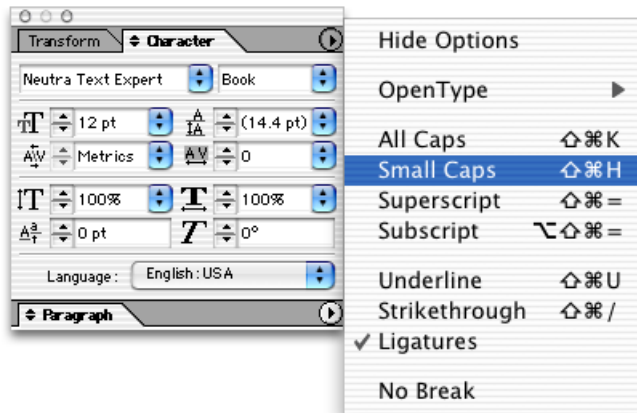 Transform Character
Neutra Text Expert Book
12 pt (14.4 pt)
Metrics 0
100% 100%
0 pt 0°
Language: English: USA
Paragraph
Hide Options
OpenType
All Caps ⇧⌘K
Small Caps ⇧⌘H
Superscript ⇧⌘=
Subscript ⌥⇧⌘=
Underline ⇧⌘U
Strikethrough ⇧⌘/
✓ Ligatures
No Break